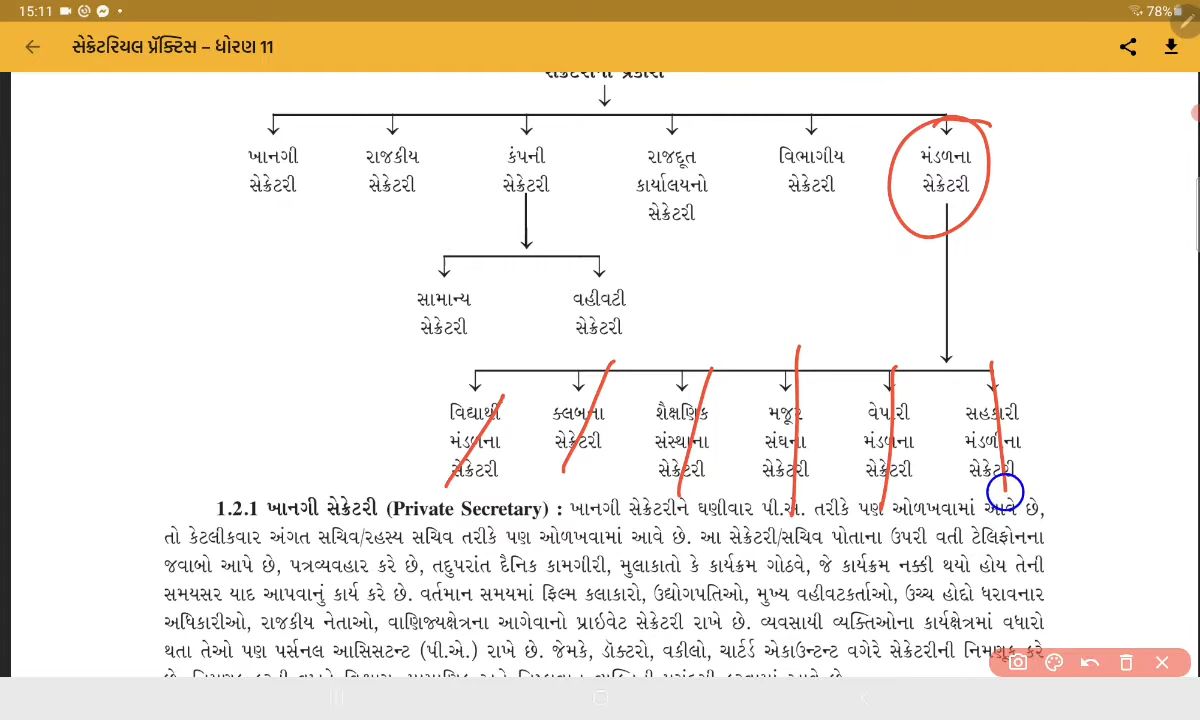 15:11
78%
સેક્રેટરિયલ પ્રૅક્ટિસ – ધોરણ 11
સેક્રેટરીના પ્રકારો
ખાનગી સેક્રેટરી
રાજકીય સેક્રેટરી
કંપની સેક્રેટરી
રાજદૂત કાર્યાલયનો સેક્રેટરી
વિભાગીય સેક્રેટરી
મંડળના સેક્રેટરી
સામાન્ય સેક્રેટરી
વહીવટી સેક્રેટરી
વિદ્યાર્થી મંડળના સેક્રેટરી
ક્લબના સેક્રેટરી
શૈક્ષણિક સંસ્થાના સેક્રેટરી
મજૂર સંઘના સેક્રેટરી
વેપારી મંડળના સેક્રેટરી
સહકારી મંડળીના સેક્રેટરી
1.2.1 ખાનગી સેક્રેટરી (Private Secretary) : ખાનગી સેક્રેટરીને ઘણીવાર પી.એ. તરીકે પણ ઓળખવામાં આવે છે,
તો કેટલીકવાર અંગત સચિવ/રહસ્ય સચિવ તરીકે પણ ઓળખવામાં આવે છે. આ સેક્રેટરી/સચિવ પોતાના ઉપરી વતી ટેલિફોનના
જવાબો આપે છે, પત્રવ્યવહાર કરે છે, તદુપરાંત દૈનિક કામગીરી, મુલાકાતો કે કાર્યક્રમ ગોઠવે, જે કાર્યક્રમ નક્કી થયો હોય તેની
સમયસર યાદ આપવાનું કાર્ય કરે છે. વર્તમાન સમયમાં ફિલ્મ કલાકારો, ઉદ્યોગપતિઓ, મુખ્ય વહીવટકર્તાઓ, ઉચ્ચ હોદ્દો ધરાવનાર
અધિકારીઓ, રાજકીય નેતાઓ, વાણિજ્યક્ષેત્રના આગેવાનો પ્રાઇવેટ સેક્રેટરી રાખે છે. વ્યવસાયી વ્યક્તિઓના કાર્યક્ષેત્રમાં વધારો
થતા તેઓ પણ પર્સનલ આસિસટન્ટ (પી.એ.) રાખે છે. જેમકે, ડૉક્ટરો, વકીલો, ચાર્ટર્ડ એકાઉન્ટન્ટ વગેરે સેક્રેટરીની નિમણૂક કરે